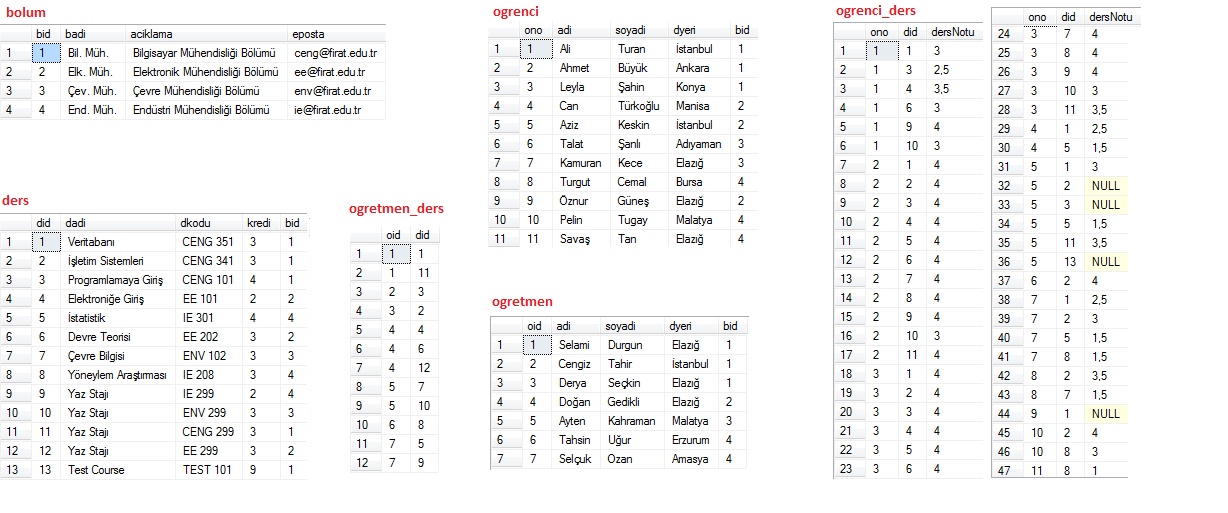 bolum
bid badi aciklama eposta
1 1 Bil. Müh. Bilgisayar Mühendisliği Bölümü ceng@firat.edu.tr
2 2 Elk. Müh. Elektronik Mühendisliği Bölümü ee@firat.edu.tr
3 3 Çev. Müh. Çevre Mühendisliği Bölümü env@firat.edu.tr
4 4 End. Müh. Endüstri Mühendisliği Bölümü ie@firat.edu.tr
ders
did dadi dkodu kredi bid
1 1 Veritabanı CENG 351 3 1
2 2 İşletim Sistemleri CENG 341 3 1
3 3 Programlamaya Giriş CENG 101 4 1
4 4 Elektroniğe Giriş EE 101 2 2
5 5 İstatistik IE 301 4 4
6 6 Devre Teorisi EE 202 3 2
7 7 Çevre Bilgisi ENV 102 3 3
8 8 Yöneylem Araştırması IE 208 3 4
9 9 Yaz Stajı IE 299 2 4
10 10 Yaz Stajı ENV 299 3 3
11 11 Yaz Stajı CENG 299 3 1
12 12 Yaz Stajı EE 299 3 2
13 13 Test Course TEST 101 9 1
ogretmen_ders
oid did
1 1 1
2 1 11
3 2 3
4 3 2
5 4 4
6 4 6
7 4 12
8 5 7
9 5 10
10 6 8
11 7 5
12 7 9
ogrenci
ono adi soyadi dyeri bid
1 1 Ali Turan İstanbul 1
2 2 Ahmet Büyük Ankara 1
3 3 Leyla Şahin Konya 1
4 4 Can Türkoğlu Manisa 2
5 5 Aziz Keskin İstanbul 2
6 6 Talat Şanlı Adıyaman 3
7 7 Kamuran Kece Elazığ 3
8 8 Turgut Cemal Bursa 4
9 9 Öznur Güneş Elazığ 2
10 10 Pelin Tugay Malatya 4
11 11 Savaş Tan Elazığ 4
ogretmen
oid adi soyadi dyeri bid
1 1 Selami Durgun Elazığ 1
2 2 Cengiz Tahir İstanbul 1
3 3 Derya Seçkin Elazığ 1
4 4 Doğan Gedikli Elazığ 2
5 5 Ayten Kahraman Malatya 3
6 6 Tahsin Uğur Erzurum 4
7 7 Selçuk Ozan Amasya 4
ogrenci_ders
ono did dersNotu
1 1 1 3
2 1 3 2,5
3 1 4 3,5
4 1 6 3
5 1 9 4
6 1 10 3
7 2 1 4
8 2 2 4
9 2 3 4
10 2 4 4
11 2 5 4
12 2 6 4
13 2 7 4
14 2 8 4
15 2 9 4
16 2 10 3
17 2 11 4
18 3 1 4
19 3 2 4
20 3 3 4
21 3 4 4
22 3 5 4
23 3 6 4
ono did dersNotu
24 3 7 4
25 3 8 4
26 3 9 4
27 3 10 3
28 3 11 3,5
29 4 1 2,5
30 4 5 1,5
31 5 1 3
32 5 2 NULL
33 5 3 NULL
34 5 5 1,5
35 5 11 3,5
36 5 13 NULL
37 6 2 4
38 7 1 2,5
39 7 2 3
40 7 5 1,5
41 7 8 1,5
42 8 2 3,5
43 8 7 1,5
44 9 1 NULL
45 10 2 4
46 10 8 3
47 11 8 1